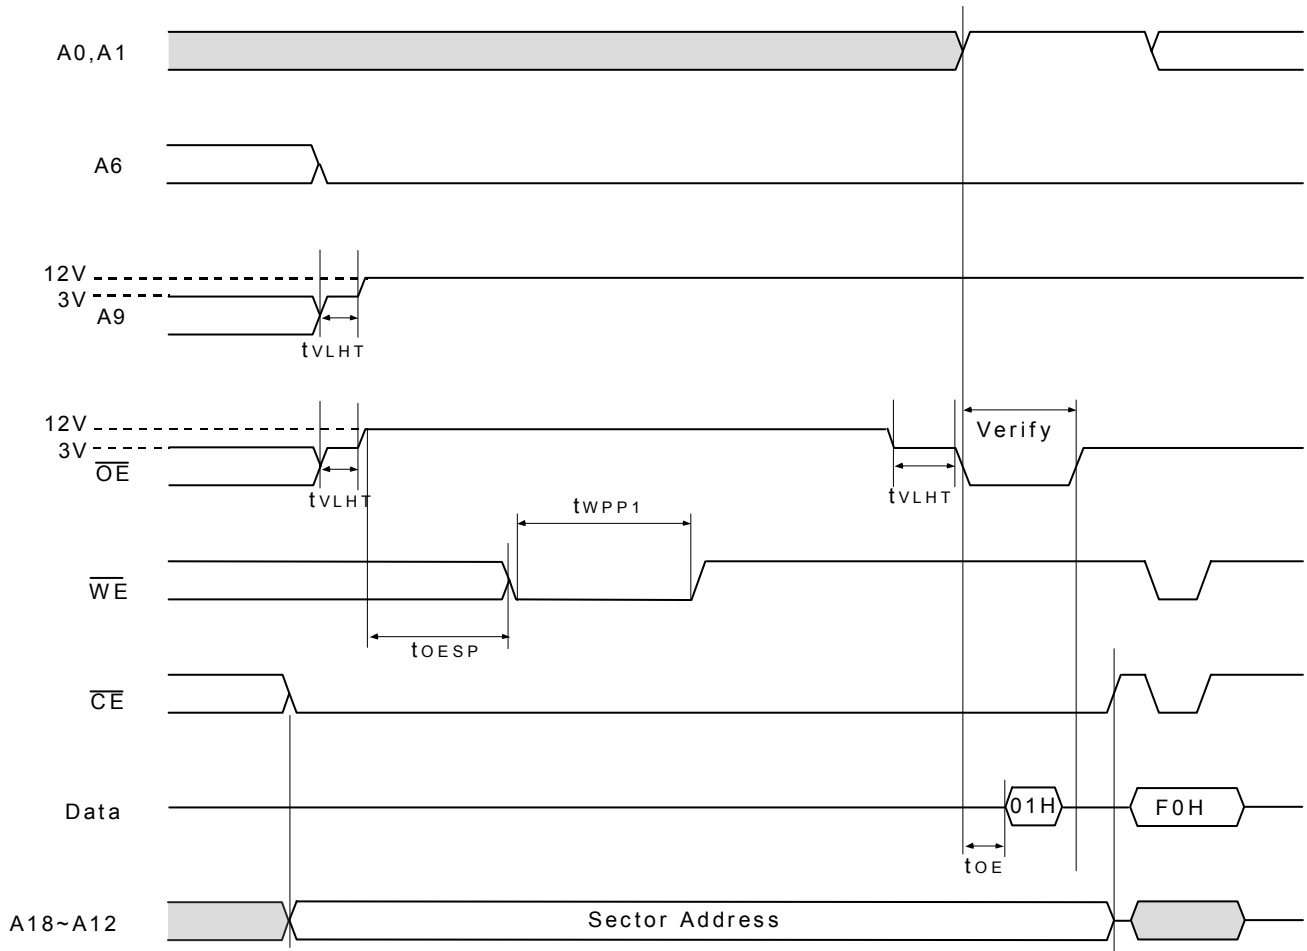 A0,A1
A6
12V
3V
A9
tVLHT
12V
3V
OE
tVLHT
tVLHT
Verify
tWPP1
WE
tOESP
CE
Data
01H
F0H
tOE
A18~A12
Sector Address